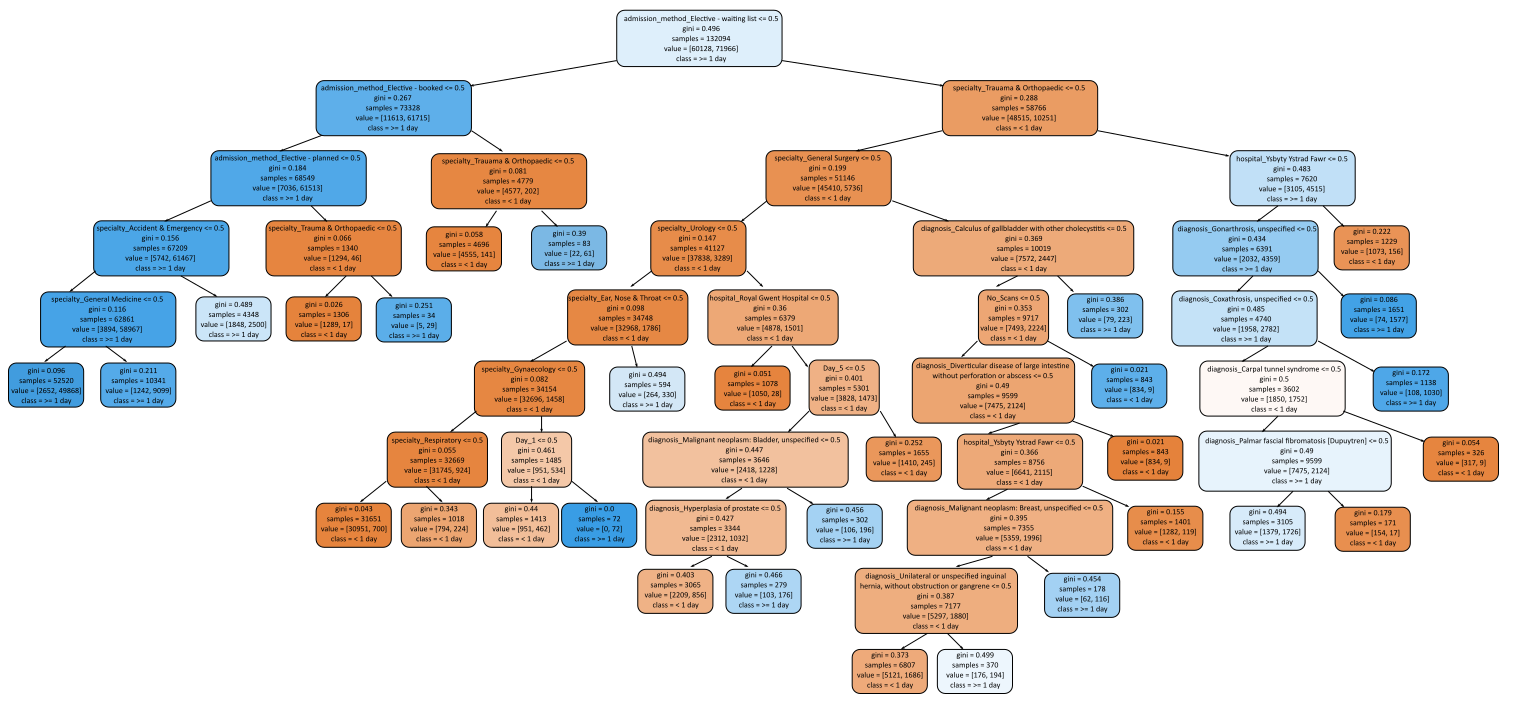 admission_method_Elective - waiting list <= 0.5
gini = 0.496
samples = 132094
value = [60128, 71966]
class = >= 1 day
admission_method_Elective - booked <= 0.5
gini = 0.267
samples = 73328
value = [11613, 61715]
class = >= 1 day
specialty_Trauama & Orthopaedic <= 0.5
gini = 0.288
samples = 58766
value = [48515, 10251]
class = < 1 day
admission_method_Elective - planned <= 0.5
gini = 0.184
samples = 68549
value = [7036, 61513]
class = >= 1 day
specialty_Trauama & Orthopaedic <= 0.5
gini = 0.081
samples = 4779
value = [4577, 202]
class = < 1 day
specialty_General Surgery <= 0.5
gini = 0.199
samples = 51146
value = [45410, 5736]
class = < 1 day
hospital_Ysbyty Ystrad Fawr <= 0.5
gini = 0.483
samples = 7620
value = [3105, 4515]
class = >= 1 day
specialty_Accident & Emergency <= 0.5
gini = 0.156
samples = 67209
value = [5742, 61467]
class = >= 1 day
specialty_Trauma & Orthopaedic <= 0.5
gini = 0.066
samples = 1340
value = [1294, 46]
class = < 1 day
gini = 0.058
samples = 4696
value = [4555, 141]
class = < 1 day
gini = 0.39
samples = 83
value = [22, 61]
class = >= 1 day
specialty_Urology <= 0.5
gini = 0.147
samples = 41127
value = [37838, 3289]
class = < 1 day
diagnosis_Calculus of gallbladder with other cholecystitis <= 0.5
gini = 0.369
samples = 10019
value = [7572, 2447]
class = < 1 day
diagnosis_Gonarthrosis, unspecified <= 0.5
gini = 0.434
samples = 6391
value = [2032, 4359]
class = >= 1 day
gini = 0.222
samples = 1229
value = [1073, 156]
class = < 1 day
specialty_General Medicine <= 0.5
gini = 0.116
samples = 62861
value = [3894, 58967]
class = >= 1 day
gini = 0.489
samples = 4348
value = [1848, 2500]
class = >= 1 day
gini = 0.026
samples = 1306
value = [1289, 17]
class = < 1 day
gini = 0.251
samples = 34
value = [5, 29]
class = >= 1 day
specialty_Ear, Nose & Throat <= 0.5
gini = 0.098
samples = 34748
value = [32968, 1786]
class = < 1 day
hospital_Royal Gwent Hospital <= 0.5
gini = 0.36
samples = 6379
value = [4878, 1501]
class = < 1 day
No_Scans <= 0.5
gini = 0.353
samples = 9717
value = [7493, 2224]
class = < 1 day
gini = 0.386
samples = 302
value = [79, 223]
class = >= 1 day
diagnosis_Coxathrosis, unspecified <= 0.5
gini = 0.485
samples = 4740
value = [1958, 2782]
class = >= 1 day
gini = 0.086
samples = 1651
value = [74, 1577]
class = >= 1 day
gini = 0.096
samples = 52520
value = [2652, 49868]
class = >= 1 day
gini = 0.211
samples = 10341
value = [1242, 9099]
class = >= 1 day
specialty_Gynaecology <= 0.5
gini = 0.082
samples = 34154
value = [32696, 1458]
class = < 1 day
gini = 0.494
samples = 594
value = [264, 330]
class = >= 1 day
gini = 0.051
samples = 1078
value = [1050, 28]
class = < 1 day
Day_5 <= 0.5
gini = 0.401
samples = 5301
value = [3828, 1473]
class = < 1 day
diagnosis_Diverticular disease of large intestine
without perforation or abscess <= 0.5
gini = 0.49
samples = 9599
value = [7475, 2124]
class = < 1 day
gini = 0.021
samples = 843
value = [834, 9]
class = < 1 day
diagnosis_Carpal tunnel syndrome <= 0.5
gini = 0.5
samples = 3602
value = [1850, 1752]
class = < 1 day
gini = 0.172
samples = 1138
value = [108, 1030]
class = >= 1 day
specialty_Respiratory <= 0.5
gini = 0.055
samples = 32669
value = [31745, 924]
class = < 1 day
Day_1 <= 0.5
gini = 0.461
samples = 1485
value = [951, 534]
class = < 1 day
diagnosis_Malignant neoplasm: Bladder, unspecified <= 0.5
gini = 0.447
samples = 3646
value = [2418, 1228]
class = < 1 day
gini = 0.252
samples = 1655
value = [1410, 245]
class = < 1 day
hospital_Ysbyty Ystrad Fawr <= 0.5
gini = 0.366
samples = 8756
value = [6641, 2115]
class = < 1 day
gini = 0.021
samples = 843
value = [834, 9]
class = < 1 day
diagnosis_Palmar fascial fibromatosis [Dupuytren] <= 0.5
gini = 0.49
samples = 9599
value = [7475, 2124]
class = >= 1 day
gini = 0.054
samples = 326
value = [317, 9]
class = < 1 day
gini = 0.043
samples = 31651
value = [30951, 700]
class = < 1 day
gini = 0.343
samples = 1018
value = [794, 224]
class = < 1 day
gini = 0.44
samples = 1413
value = [951, 462]
class = < 1 day
gini = 0.0
samples = 72
value = [0, 72]
class = >= 1 day
diagnosis_Hyperplasia of prostate <= 0.5
gini = 0.427
samples = 3344
value = [2312, 1032]
class = < 1 day
gini = 0.456
samples = 302
value = [106, 196]
class = >= 1 day
diagnosis_Malignant neoplasm: Breast, unspecified <= 0.5
gini = 0.395
samples = 7355
value = [5359, 1996]
class = < 1 day
gini = 0.155
samples = 1401
value = [1282, 119]
class = < 1 day
gini = 0.494
samples = 3105
value = [1379, 1726]
class = >= 1 day
gini = 0.179
samples = 171
value = [154, 17]
class = < 1 day
gini = 0.403
samples = 3065
value = [2209, 856]
class = < 1 day
gini = 0.466
samples = 279
value = [103, 176]
class = >= 1 day
diagnosis_Unilateral or unspecified inguinal
hernia, without obstruction or gangrene <= 0.5
gini = 0.387
samples = 7177
value = [5297, 1880]
class = < 1 day
gini = 0.454
samples = 178
value = [62, 116]
class = >= 1 day
gini = 0.373
samples = 6807
value = [5121, 1686]
class = < 1 day
gini = 0.499
samples = 370
value = [176, 194]
class = >= 1 day